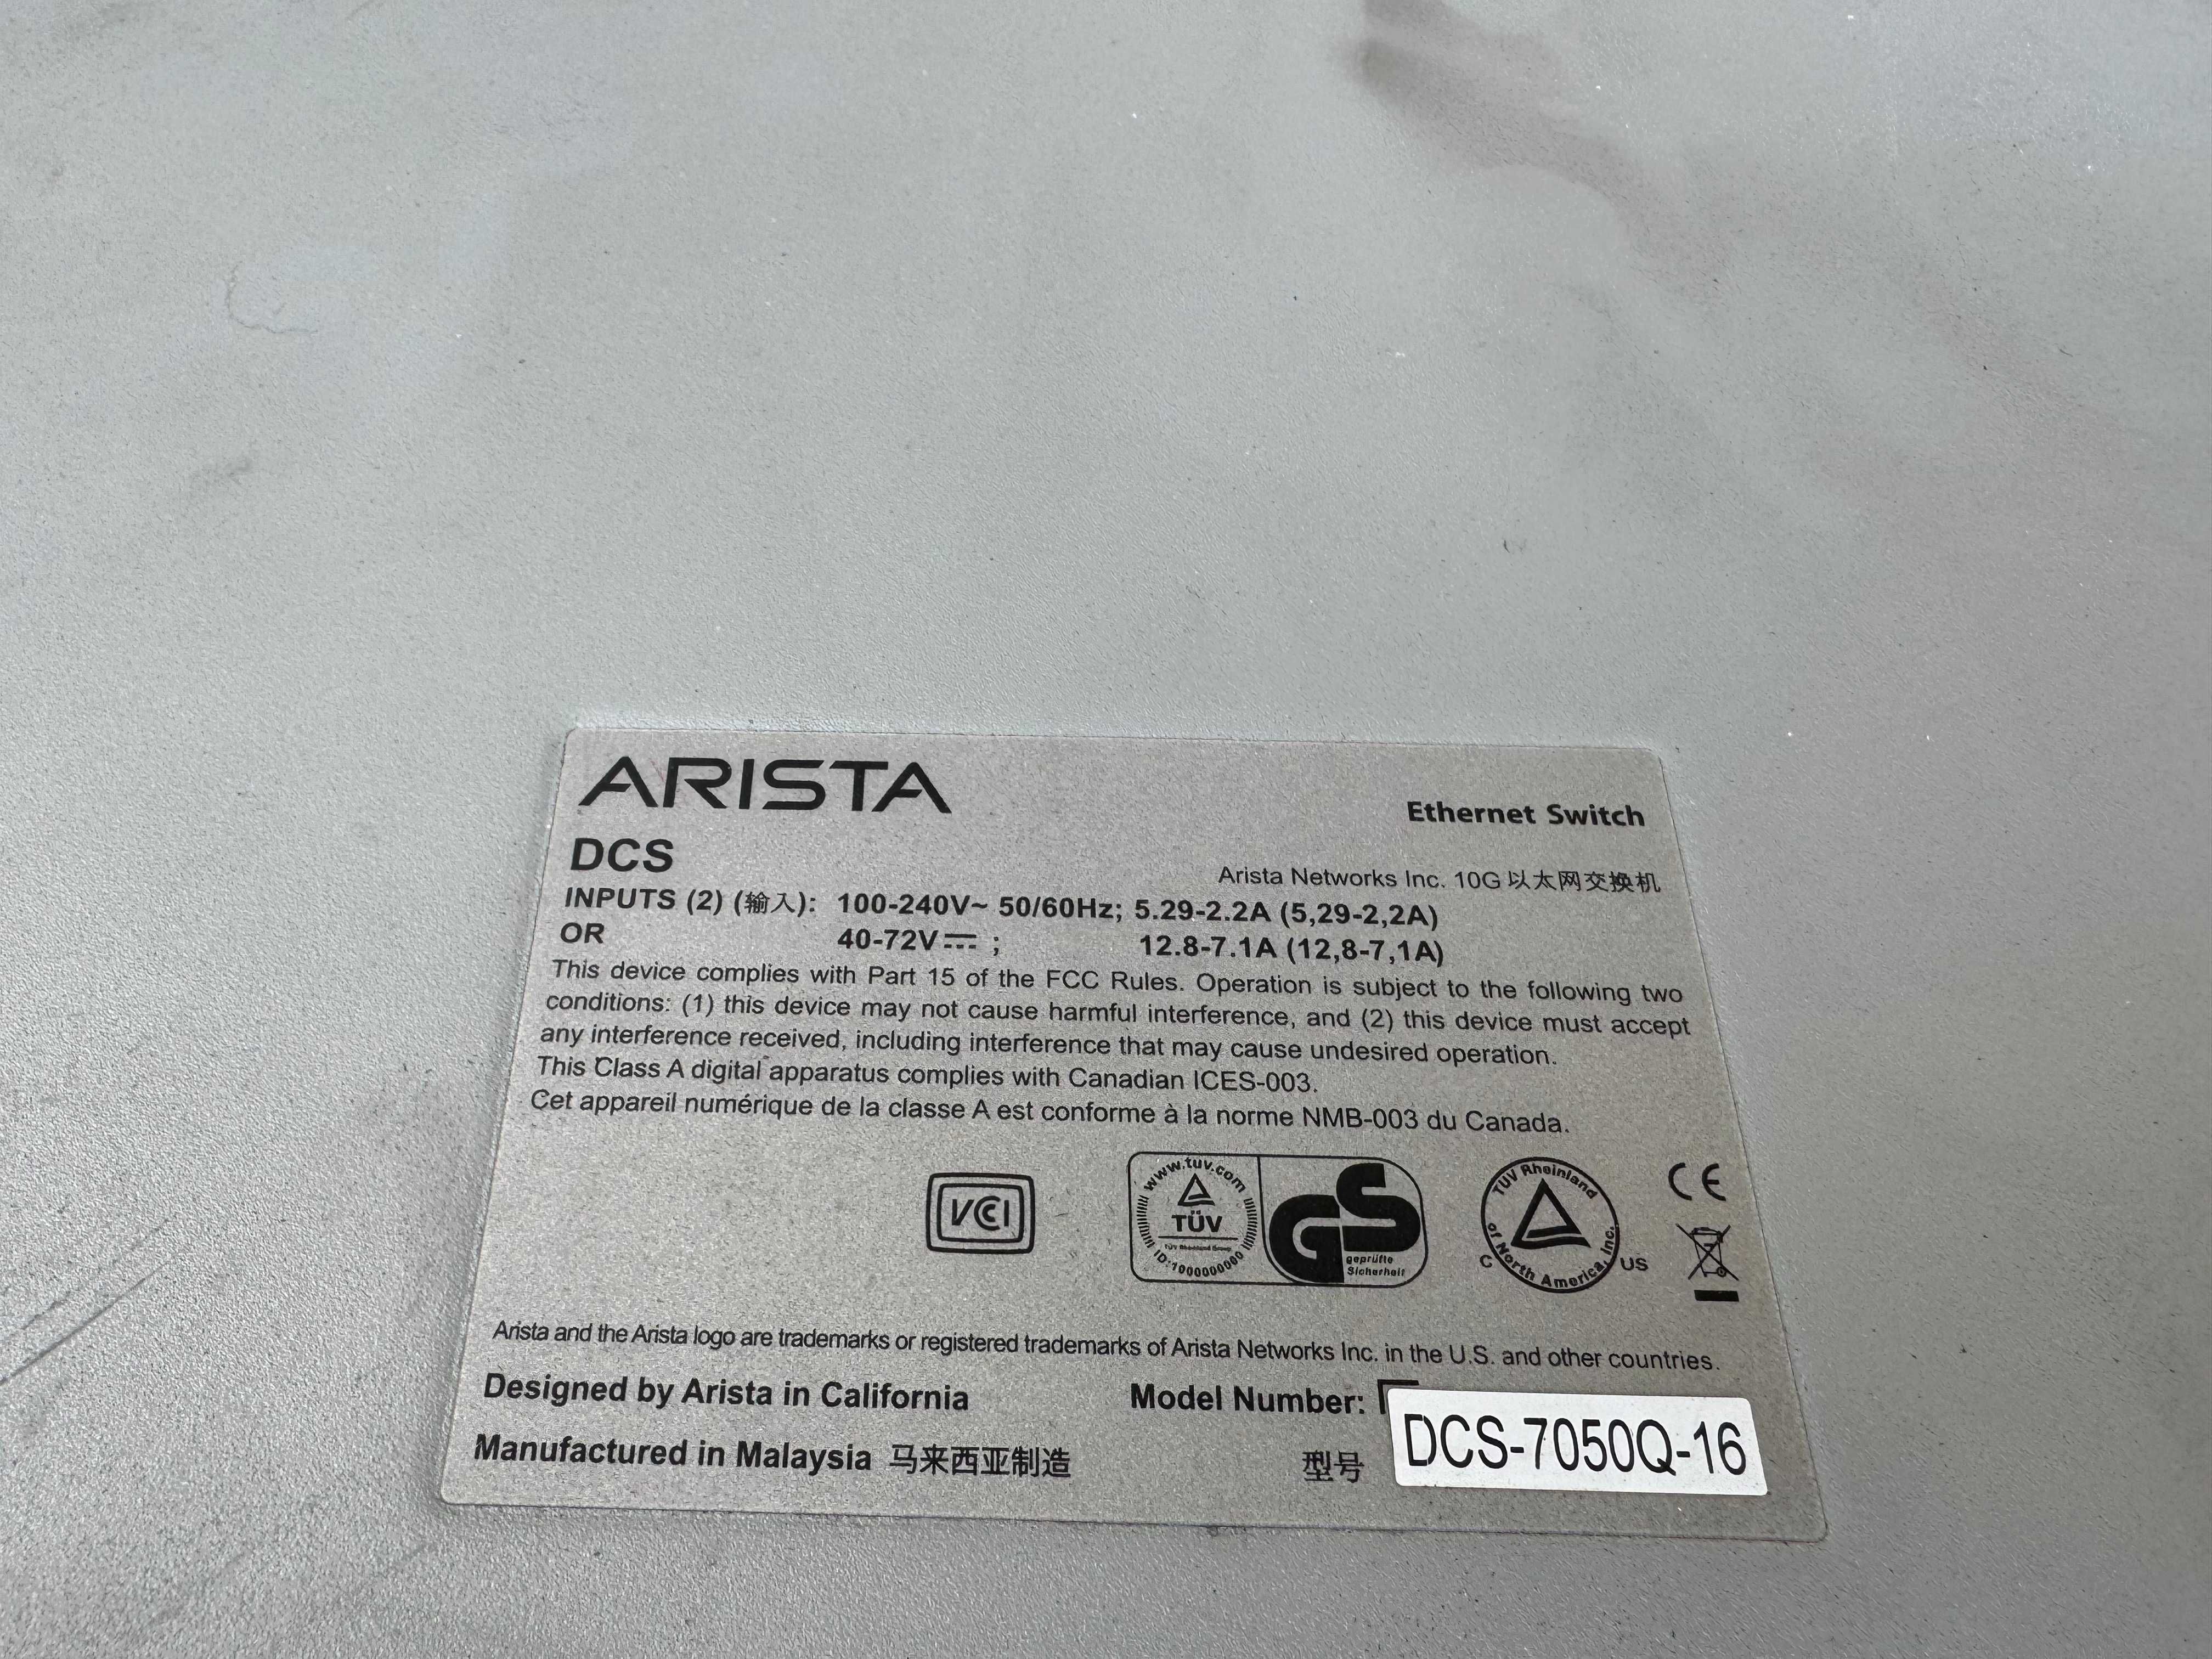 ARISTA
Ethernet Switch
DCS
Arista Networks Inc. 10G 以太网交换机
INPUTS (2) (输入): 100-240V~ 50/60Hz; 5.29-2.2A (5,29-2,2A)
OR 40-72V⎓ ; 12.8-7.1A (12,8-7,1A)
This device complies with Part 15 of the FCC Rules. Operation is subject to the following two
conditions: (1) this device may not cause harmful interference, and (2) this device must accept
any interference received, including interference that may cause undesired operation.
This Class A digital apparatus complies with Canadian ICES-003.
Cet appareil numérique de la classe A est conforme à la norme NMB-003 du Canada.
VCI
www.tuv.com
TÜV
TÜV Rheinland Group
ID:1000000000
GS
geprüfte
Sicherheit
TÜV Rheinland
of North America, Inc.
C US
CE
Arista and the Arista logo are trademarks or registered trademarks of Arista Networks Inc. in the U.S. and other countries.
Designed by Arista in California
Model Number:
DCS-7050Q-16
Manufactured in Malaysia 马来西亚制造
型号